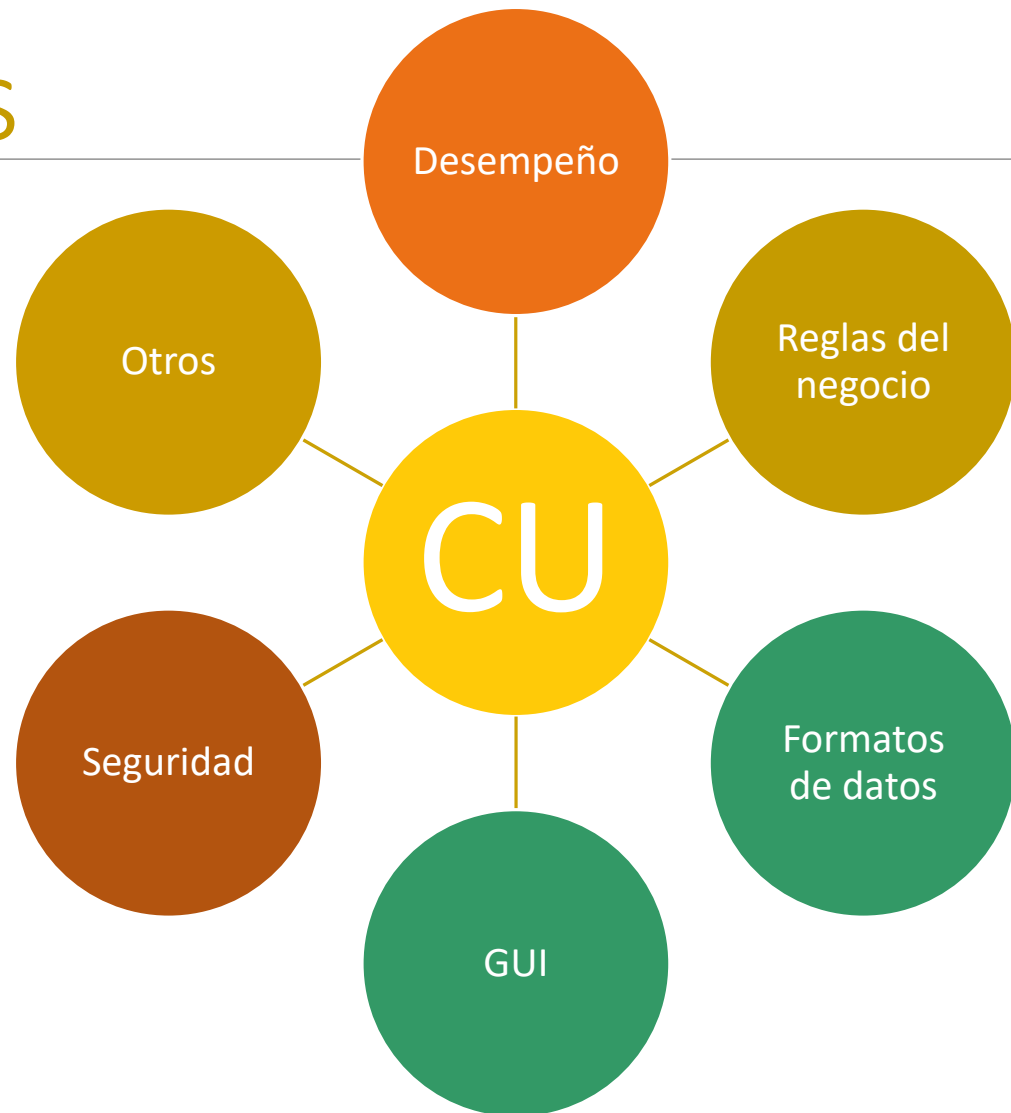 S
Desempeño
Otros
Reglas del
negocio
CU
Seguridad
Formatos
de datos
GUI